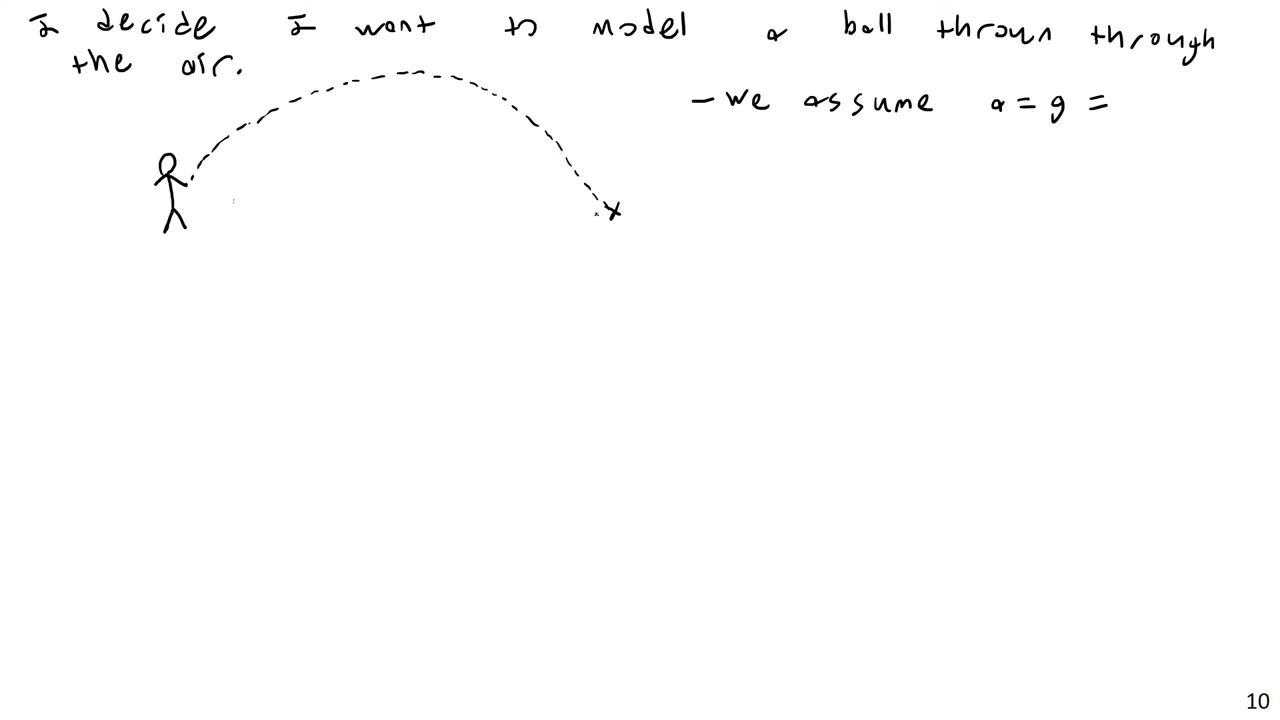 I decide I want to model a ball thrown through
the air.
- we assume a = g =
10